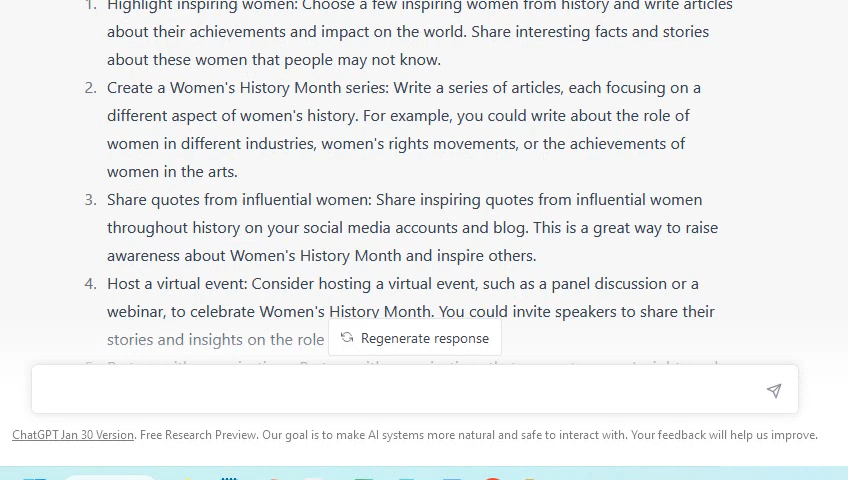 1. Highlight inspiring women: Choose a few inspiring women from history and write articles
about their achievements and impact on the world. Share interesting facts and stories
about these women that people may not know.
2. Create a Women's History Month series: Write a series of articles, each focusing on a
different aspect of women's history. For example, you could write about the role of
women in different industries, women's rights movements, or the achievements of
women in the arts.
3. Share quotes from influential women: Share inspiring quotes from influential women
throughout history on your social media accounts and blog. This is a great way to raise
awareness about Women's History Month and inspire others.
4. Host a virtual event: Consider hosting a virtual event, such as a panel discussion or a
webinar, to celebrate Women's History Month. You could invite speakers to share their
stories and insights on the role
Regenerate response
ChatGPT Jan 30 Version. Free Research Preview. Our goal is to make AI systems more natural and safe to interact with. Your feedback will help us improve.